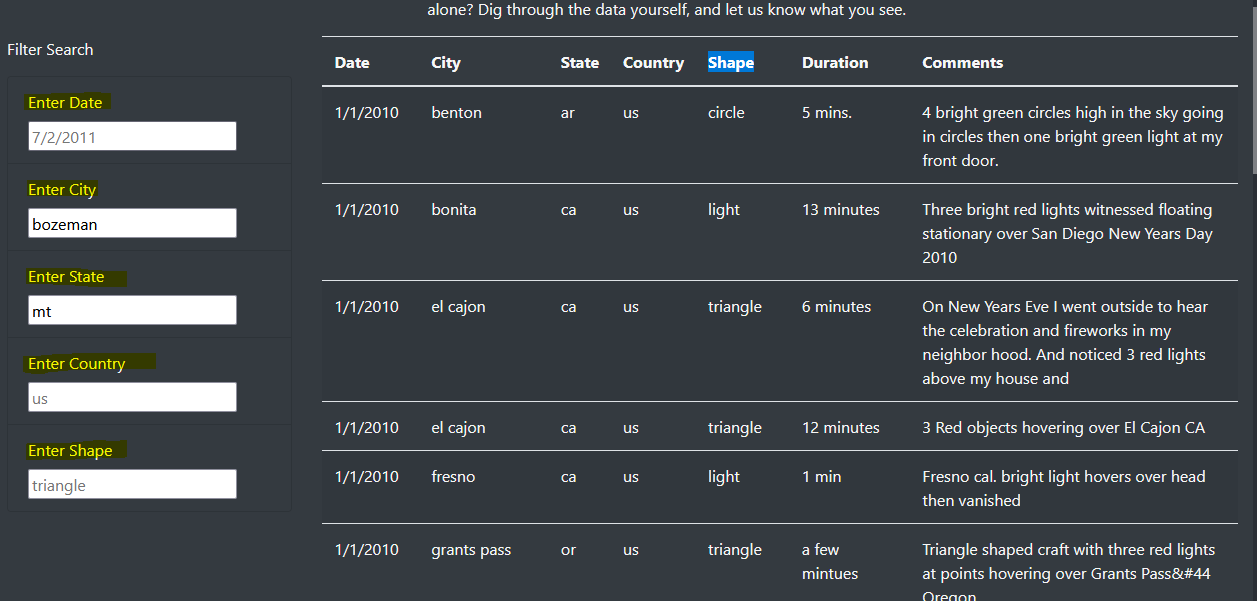 alone? Dig through the data yourself, and let us know what you see.
Filter Search
Enter Date
7/2/2011
Enter City
bozeman
Enter State
mt
Enter Country
us
Enter Shape
triangle
Date City State Country Shape Duration Comments
1/1/2010 benton ar us circle 5 mins. 4 bright green circles high in the sky going
in circles then one bright green light at my
front door.
1/1/2010 bonita ca us light 13 minutes Three bright red lights witnessed floating
stationary over San Diego New Years Day
2010
1/1/2010 el cajon ca us triangle 6 minutes On New Years Eve I went outside to hear
the celebration and fireworks in my
neighbor hood. And noticed 3 red lights
above my house and
1/1/2010 el cajon ca us triangle 12 minutes 3 Red objects hovering over El Cajon CA
1/1/2010 fresno ca us light 1 min Fresno cal. bright light hovers over head
then vanished
1/1/2010 grants pass or us triangle a few Triangle shaped craft with three red lights
mintues at points hovering over Grants Pass&#44
Oregon